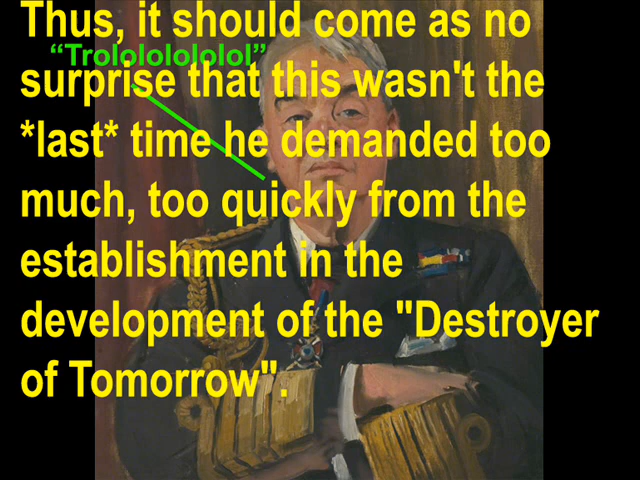 Thus, it should come as no
“Trolololololol”
surprise that this wasn't the
*last* time he demanded too
much, too quickly from the
establishment in the
development of the "Destroyer
of Tomorrow".